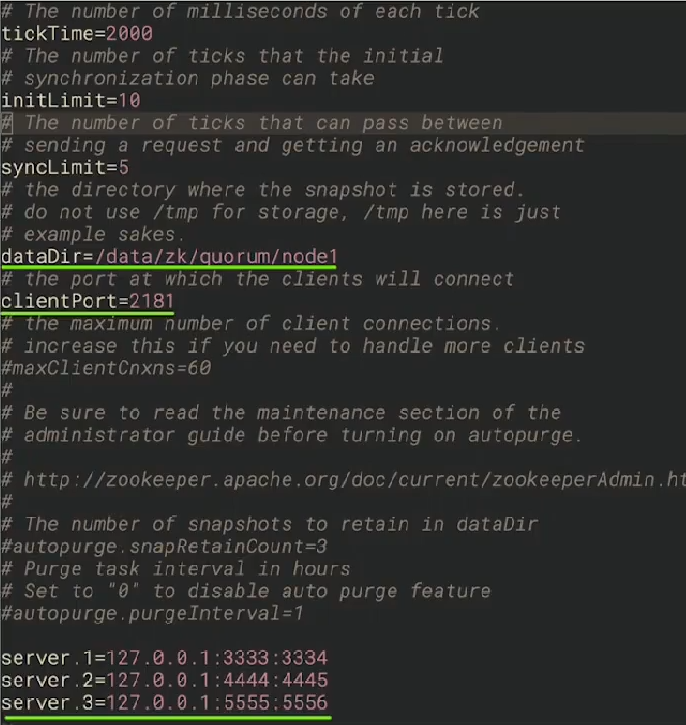 # The number of milliseconds of each tick
tickTime=2000
# The number of ticks that the initial
# synchronization phase can take
initLimit=10
# The number of ticks that can pass between
# sending a request and getting an acknowledgement
syncLimit=5
# the directory where the snapshot is stored.
# do not use /tmp for storage, /tmp here is just
# example sakes.
dataDir=/data/zk/quorum/node1
# the port at which the clients will connect
clientPort=2181
# the maximum number of client connections.
# increase this if you need to handle more clients
#maxClientCnxns=60
#
# Be sure to read the maintenance section of the
# administrator guide before turning on autopurge.
#
# http://zookeeper.apache.org/doc/current/zookeeperAdmin.ht
#
# The number of snapshots to retain in dataDir
#autopurge.snapRetainCount=3
# Purge task interval in hours
# Set to "0" to disable auto purge feature
#autopurge.purgeInterval=1
server.1=127.0.0.1:3333:3334
server.2=127.0.0.1:4444:4445
server.3=127.0.0.1:5555:5556